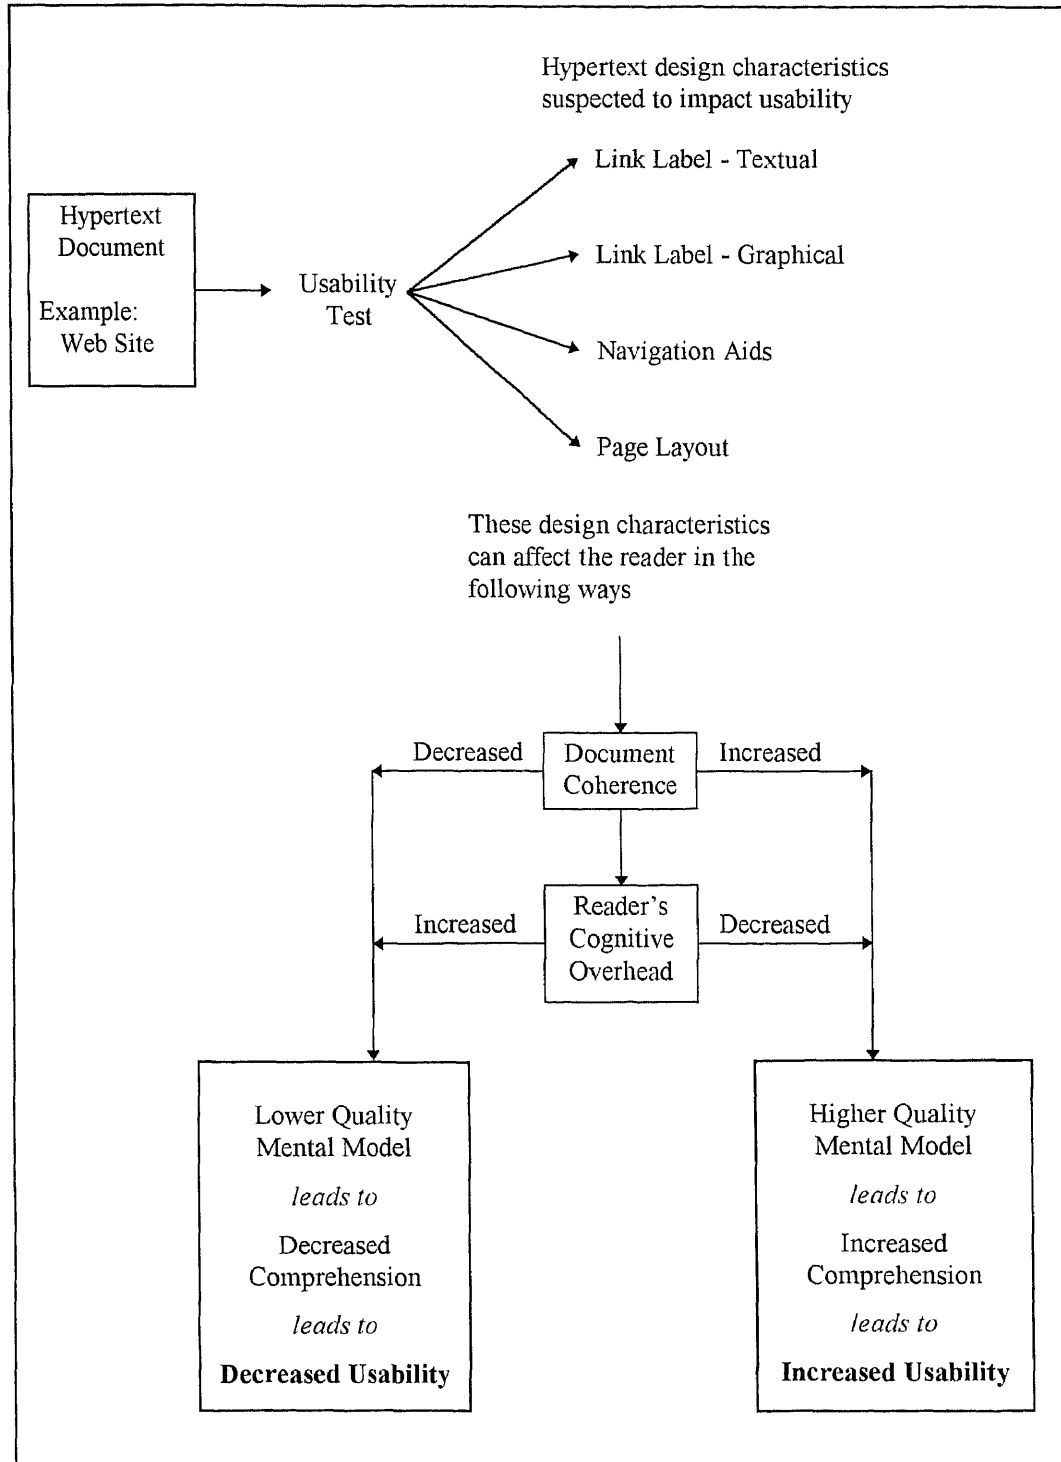 Hypertext design characteristics
suspected to impact usability
Link Label - Textual
Hypertext
Document
Example:
Web Site
Usability
Test
Link Label - Graphical
Navigation Aids
Page Layout
These design characteristics
can affect the reader in the
following ways
Decreased
Document
Coherence
Increased
Increased
Reader's
Cognitive
Overhead
Decreased
Lower Quality
Mental Model
leads to
Decreased
Comprehension
leads to
Decreased Usability
Higher Quality
Mental Model
leads to
Increased
Comprehension
leads to
Increased Usability